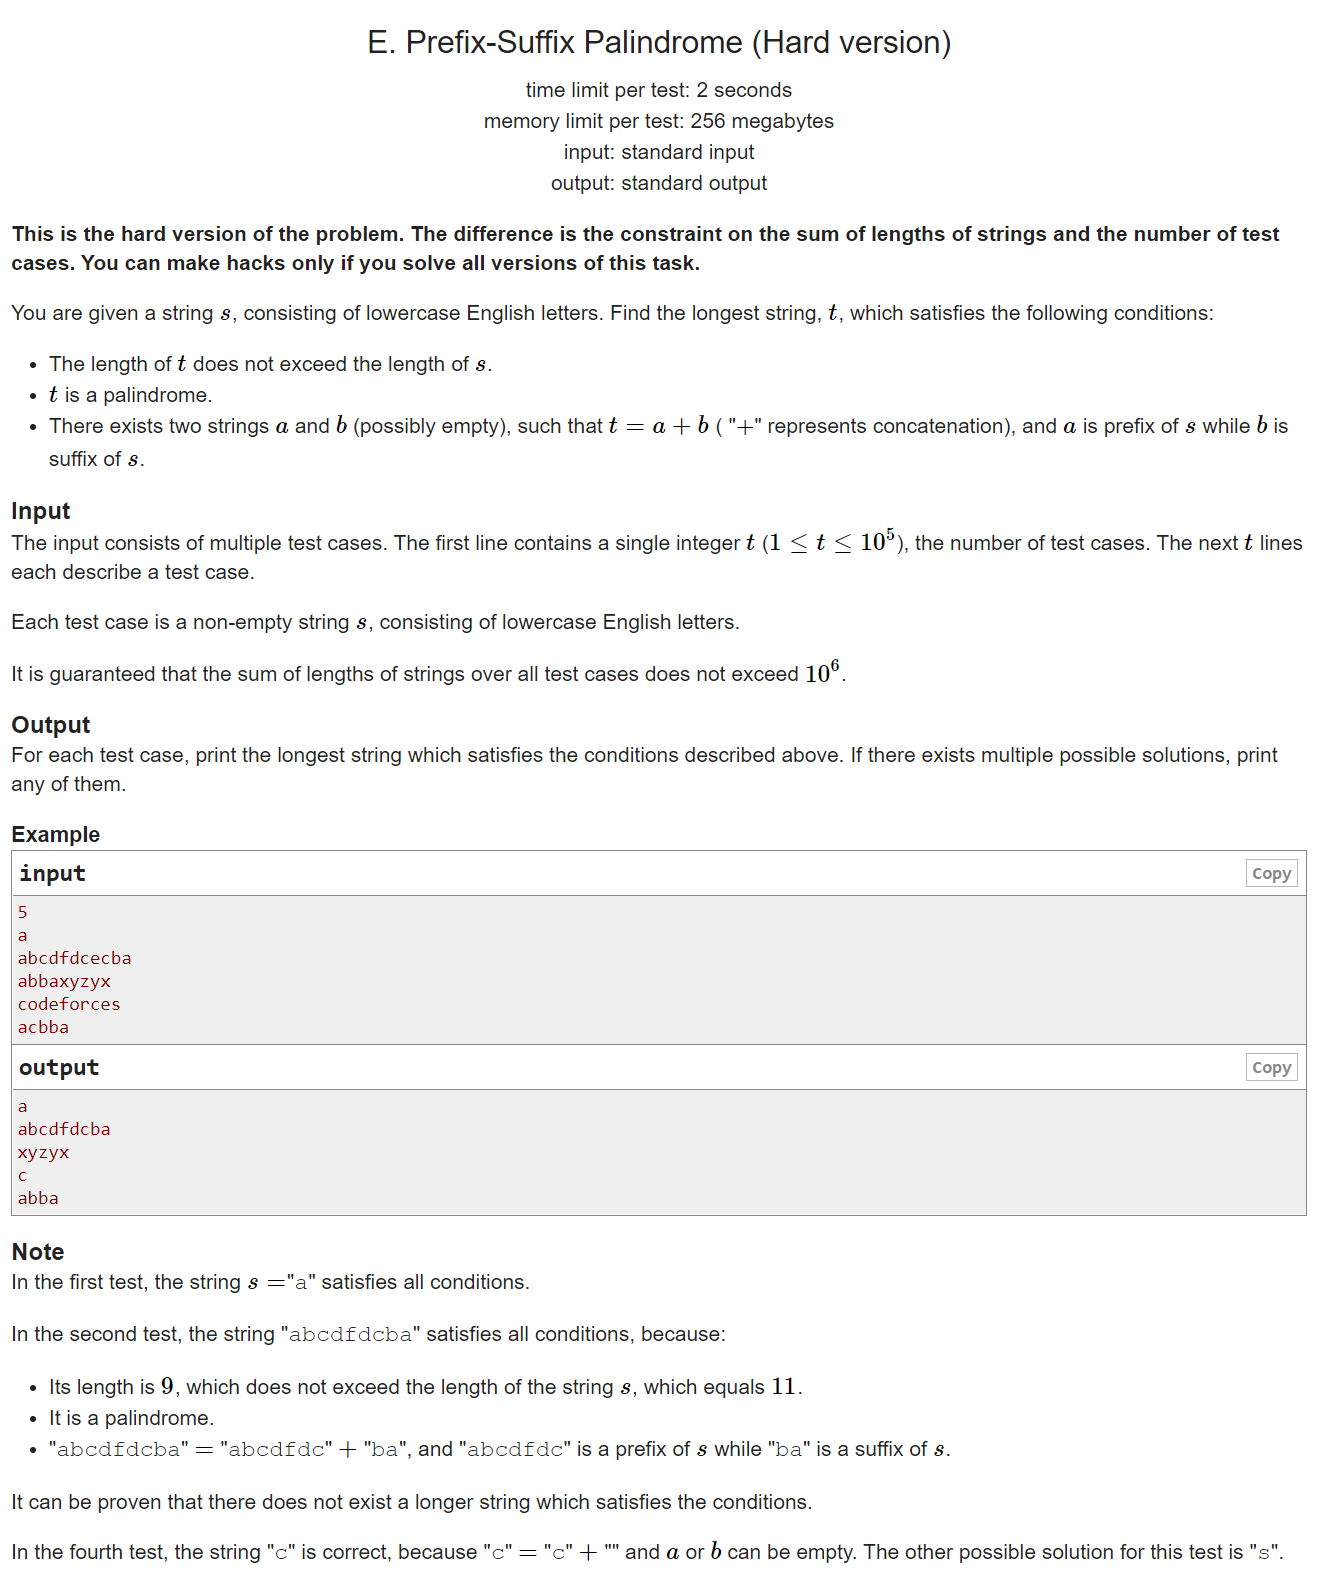 E. Prefix-Suffix Palindrome (Hard version)
time limit per test: 2 seconds
memory limit per test: 256 megabytes
input: standard input
output: standard output
This is the hard version of the problem. The difference is the constraint on the sum of lengths of strings and the number of test
cases. You can make hacks only if you solve all versions of this task.
You are given a string s, consisting of lowercase English letters. Find the longest string, t, which satisfies the following conditions:
• The length of t does not exceed the length of s.
• t is a palindrome.
• There exists two strings a and b (possibly empty), such that t = a + b ( "+" represents concatenation), and a is prefix of s while b is
suffix of s.
Input
The input consists of multiple test cases. The first line contains a single integer t (1 ≤ t ≤ 10^5), the number of test cases. The next t lines
each describe a test case.
Each test case is a non-empty string s, consisting of lowercase English letters.
It is guaranteed that the sum of lengths of strings over all test cases does not exceed 10^6.
Output
For each test case, print the longest string which satisfies the conditions described above. If there exists multiple possible solutions, print
any of them.
Example
input
Copy
5
a
abcdfdcecba
abbaxyzyx
codeforces
acbba
output
Copy
a
abcdfdcba
xyzyx
c
abba
Note
In the first test, the string s ="a" satisfies all conditions.
In the second test, the string "abcdfdcba" satisfies all conditions, because:
• Its length is 9, which does not exceed the length of the string s, which equals 11.
• It is a palindrome.
• "abcdfdcba" = "abcdfdc" + "ba", and "abcdfdc" is a prefix of s while "ba" is a suffix of s.
It can be proven that there does not exist a longer string which satisfies the conditions.
In the fourth test, the string "c" is correct, because "c" = "c" + "" and a or b can be empty. The other possible solution for this test is "s".